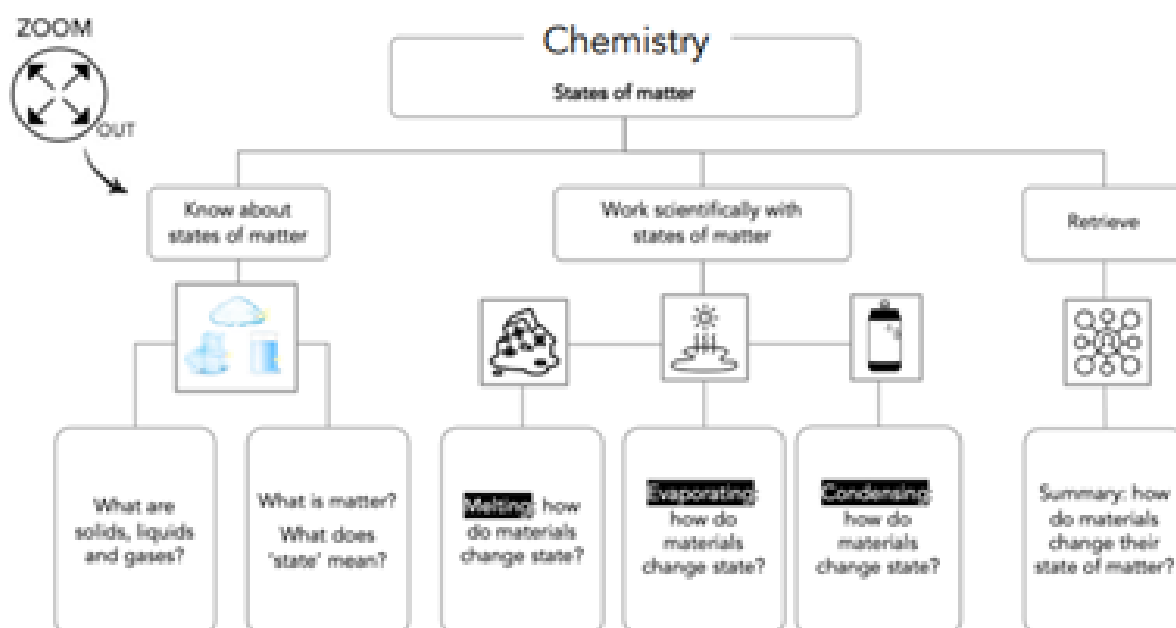 ZOOM
OUT
Chemistry
States of matter
Know about
states of matter
Work scientifically with
states of matter
Retrieve
What are
solids, liquids
and gases?
What is matter?
What does
'state' mean?
Melting: how
do materials
change state?
Evaporating:
how do
materials
change state?
Condensing:
how do
materials
change state?
Summary: how
do materials
change their
state of matter?